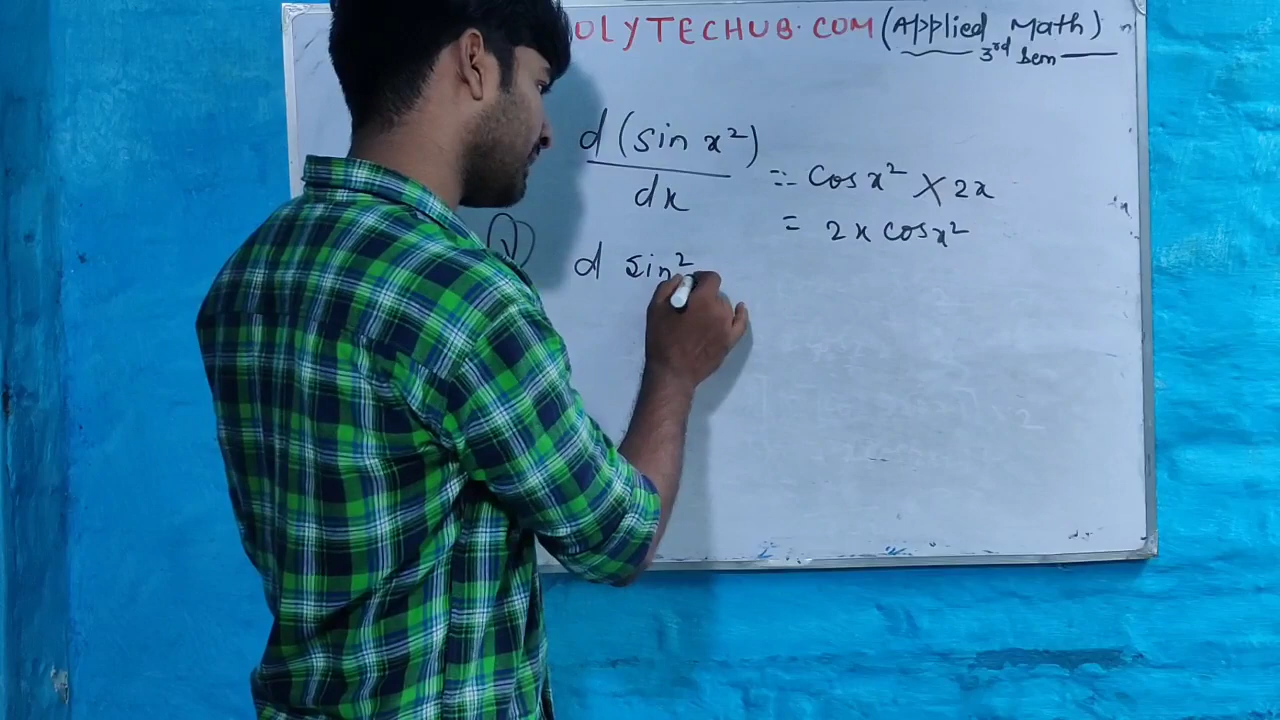 OLYTECHUB.COM (Applied Math)
3rd Sem
d (sin x²)
dx
= cos x² × 2x
= 2x cos x²
d sin²